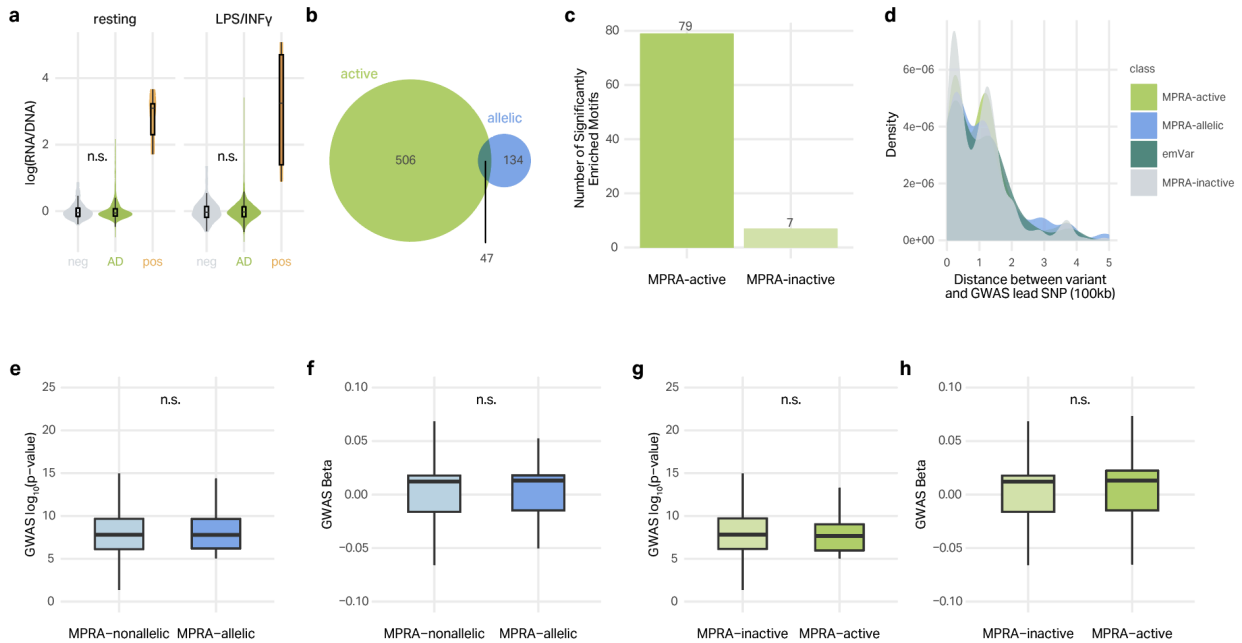 a
resting
LPS/INFγ
log(RNA/DNA)
4
2
0
n.s.
n.s.
neg
AD
pos
neg
AD
pos
b
active
allelic
506
134
47
c
Number of Significantly
Enriched Motifs
80
60
40
20
0
79
7
MPRA-active
MPRA-inactive
d
Density
6e−06
4e−06
2e−06
0e+00
0
1
2
3
4
5
Distance between variant
and GWAS lead SNP (100kb)
class
MPRA-active
MPRA-allelic
emVar
MPRA-inactive
e
GWAS log10(p−value)
25
20
15
10
5
0
n.s.
MPRA−nonallelic
MPRA−allelic
f
GWAS Beta
0.10
0.05
0.00
−0.05
−0.10
n.s.
MPRA−nonallelic
MPRA−allelic
g
GWAS log10(p−value)
25
20
15
10
5
0
n.s.
MPRA−inactive
MPRA−active
h
GWAS Beta
0.10
0.05
0.00
−0.05
−0.10
n.s.
MPRA−inactive
MPRA−active